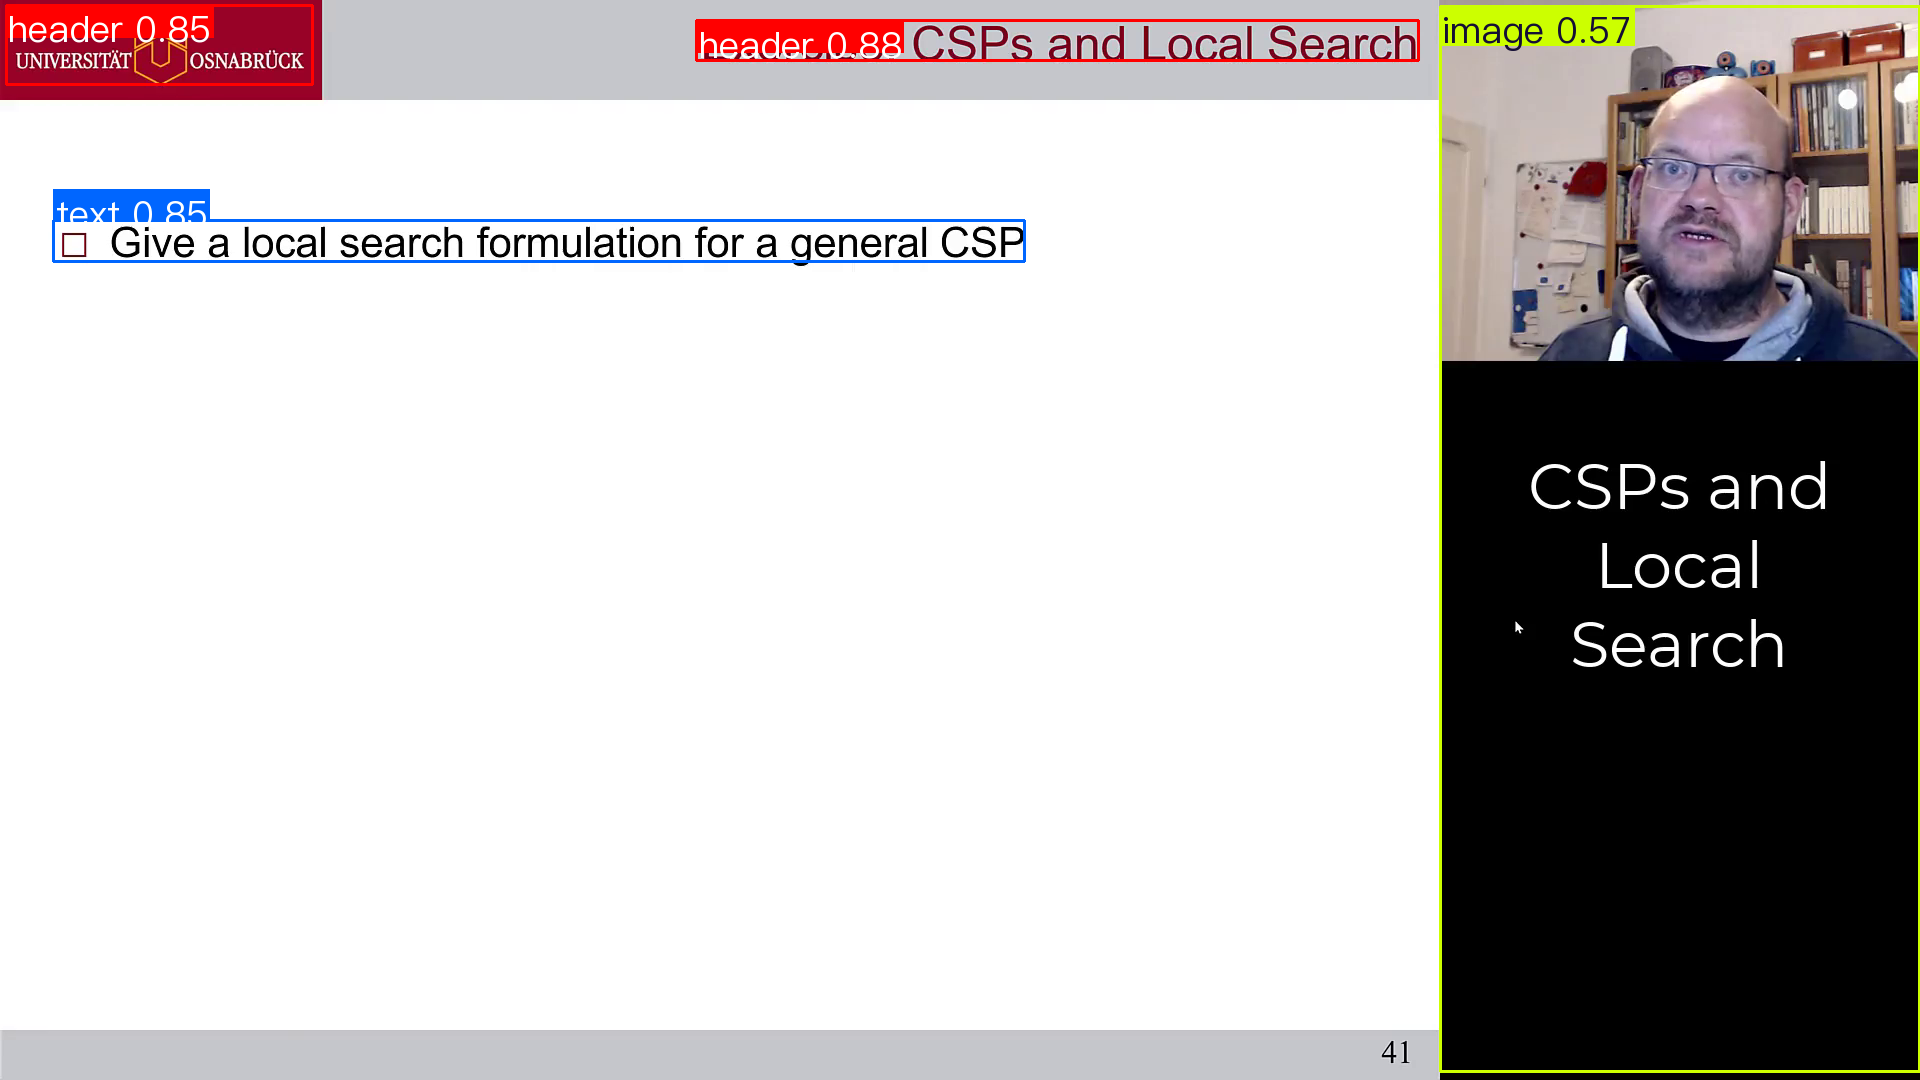 header 0.85
UNIVERSITÄT OSNABRÜCK
header 0.88 CSPs and Local Search
image 0.57
text 0.85
Give a local search formulation for a general CSP
CSPs and
Local
Search
41